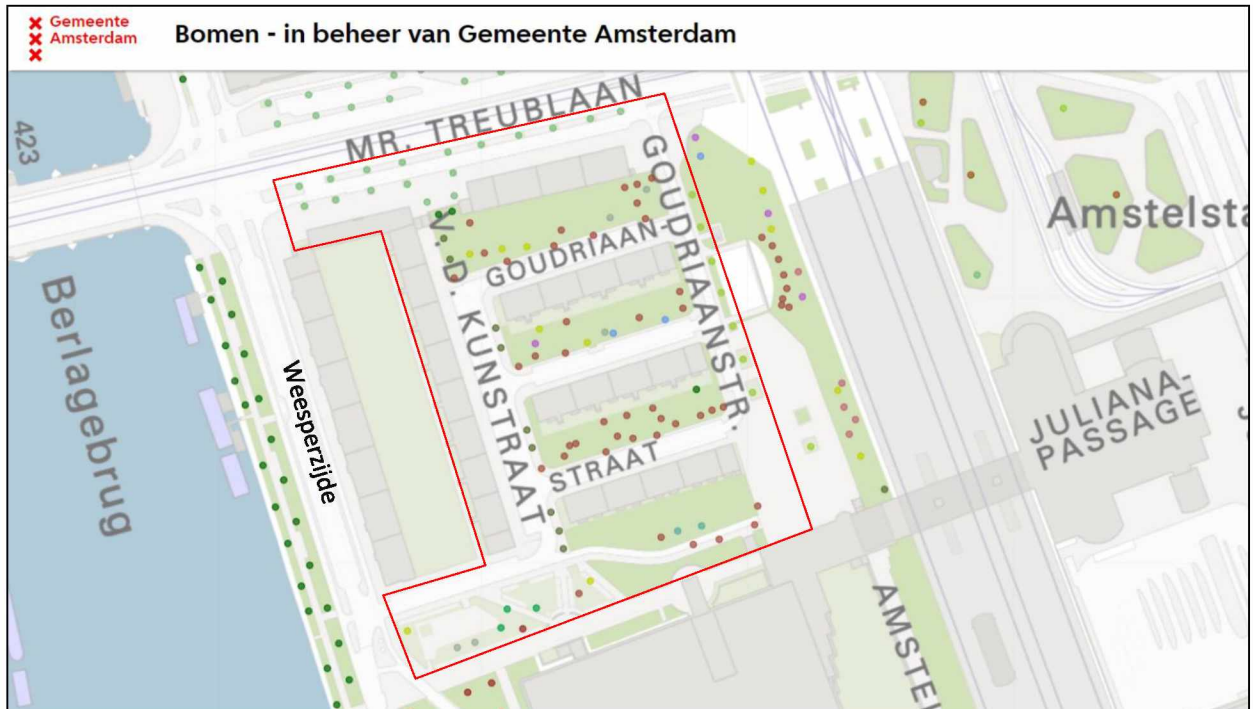 Gemeente
Amsterdam
Bomen - in beheer van Gemeente Amsterdam
423
MR. TREUBLAAN
GOUDRIAANSTR.
V. D. KUNSTRAAT
GOUDRIAAN-
STRAAT
Amstelsta
Berlagebrug
Weesperzijde
JULIANA-
PASSAGE
J
AMSTEL